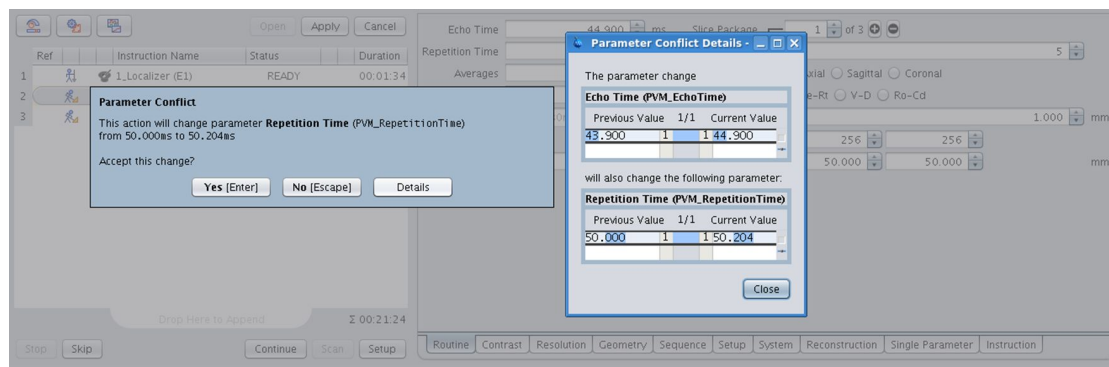 Open Apply Cancel
Ref Instruction Name Status Duration
1 1_Localizer (E1) READY 00:01:34
2
3
Parameter Conflict
This action will change parameter Repetition Time (PVM_RepetitionTime)
from 50.000ms to 50.204ms
Accept this change?
Yes [Enter] No [Escape] Details
Drop Here to Append Σ 00:21:24
Stop Skip Continue Scan Setup
Echo Time 44.900 ms Slice Package 1 of 3
Repetition Time 5
Averages Axial Sagittal Coronal
V-D Ro-Cd
1.000 mm
256 256
50.000 50.000 mm
Parameter Conflict Details -
The parameter change
Echo Time (PVM_EchoTime)
Previous Value 1/1 Current Value
43.900 1 1 44.900
will also change the following parameter:
Repetition Time (PVM_RepetitionTime)
Previous Value 1/1 Current Value
50.000 1 1 50.204
Close
Routine Contrast Resolution Geometry Sequence Setup System Reconstruction Single Parameter Instruction